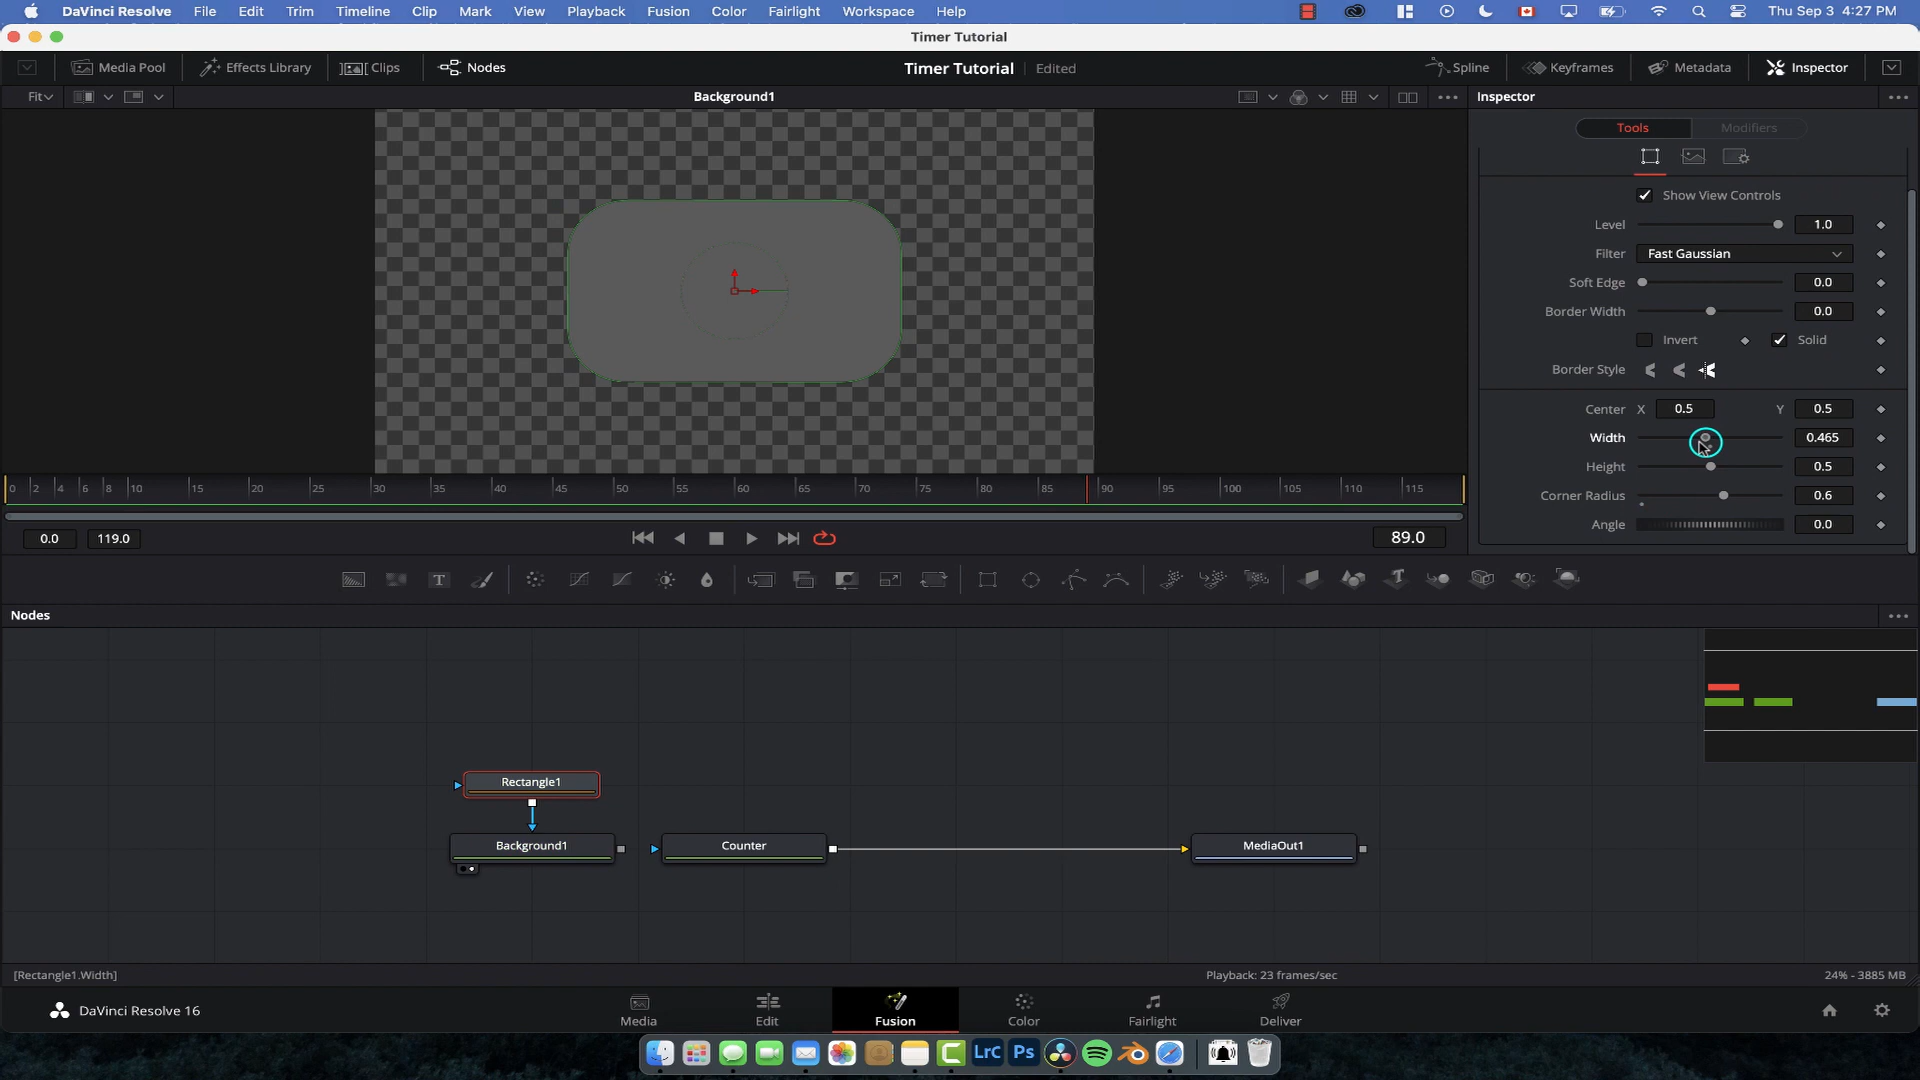 DaVinci Resolve File Edit Trim Timeline Clip Mark View Playback Fusion Color Fairlight Workspace Help Thu Sep 3 4:27 PM
Timer Tutorial
Media Pool Effects Library Clips Nodes Timer Tutorial Edited Spline Keyframes Metadata Inspector
Fit Background1 Inspector
Tools Modifiers
Show View Controls
Level 1.0
Filter Fast Gaussian
Soft Edge 0.0
Border Width 0.0
Invert Solid
Border Style
Center X 0.5 Y 0.5
Width 0.465
Height 0.5
Corner Radius 0.6
Angle 0.0
0 2 4 6 8 10 15 20 25 30 35 40 45 50 55 60 65 70 75 80 85 90 95 100 105 110 115
0.0 119.0 89.0
Nodes
Rectangle1
Background1 Counter MediaOut1
[Rectangle1.Width] Playback: 23 frames/sec 24% - 3885 MB
DaVinci Resolve 16 Media Edit Fusion Color Fairlight Deliver
LrC Ps